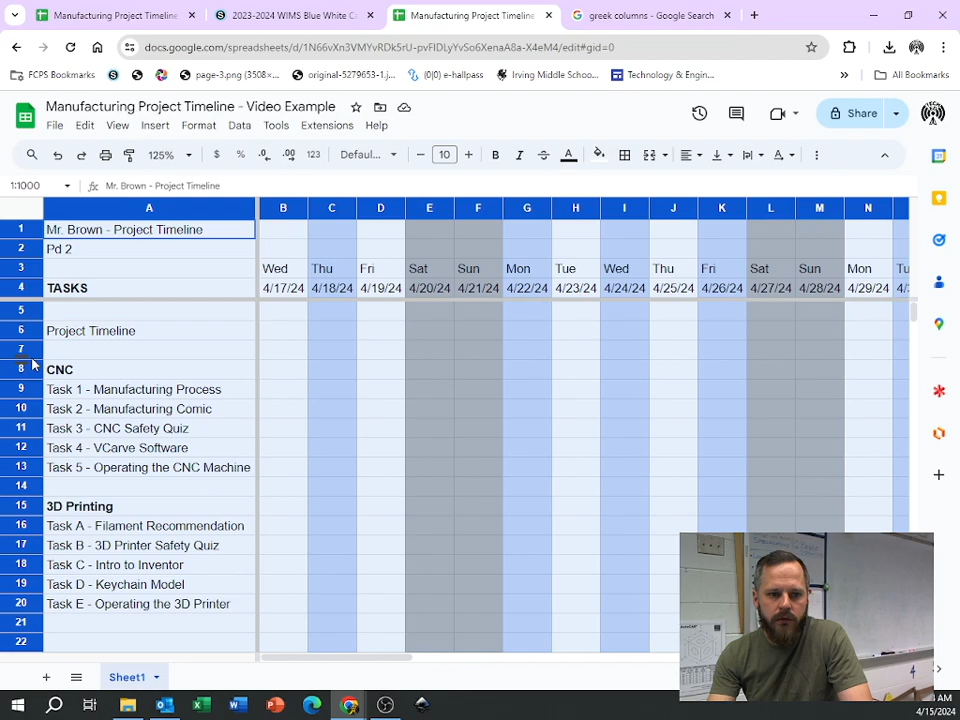 Manufacturing Project Timeline
2023-2024 WIMS Blue White Ca
Manufacturing Project Timeline
greek columns - Google Search
docs.google.com/spreadsheets/d/1N66vXn3VMYvRDk5rU-pvFIDLyYvSo6XenaA8a-X4eM4/edit#gid=0
FCPS Bookmarks
page-3.png (3508×...
original-5279653-1.j...
(0|0) e-hallpass
Irving Middle Schoo...
Technology & Engin...
All Bookmarks
Manufacturing Project Timeline - Video Example
Share
File Edit View Insert Format Data Tools Extensions Help
125% $ % .0 .00 123 Defaul... − 10 + B I A
1:1000 fx Mr. Brown - Project Timeline
A B C D E F G H I J K L M N
1 Mr. Brown - Project Timeline
2 Pd 2
3 Wed Thu Fri Sat Sun Mon Tue Wed Thu Fri Sat Sun Mon Tu
4 TASKS 4/17/24 4/18/24 4/19/24 4/20/24 4/21/24 4/22/24 4/23/24 4/24/24 4/25/24 4/26/24 4/27/24 4/28/24 4/29/24 4/3
5
6 Project Timeline
7
8 CNC
9 Task 1 - Manufacturing Process
10 Task 2 - Manufacturing Comic
11 Task 3 - CNC Safety Quiz
12 Task 4 - VCarve Software
13 Task 5 - Operating the CNC Machine
14
15 3D Printing
16 Task A - Filament Recommendation
17 Task B - 3D Printer Safety Quiz
18 Task C - Intro to Inventor
19 Task D - Keychain Model
20 Task E - Operating the 3D Printer
21
22
Sheet1
AM
4/15/2024